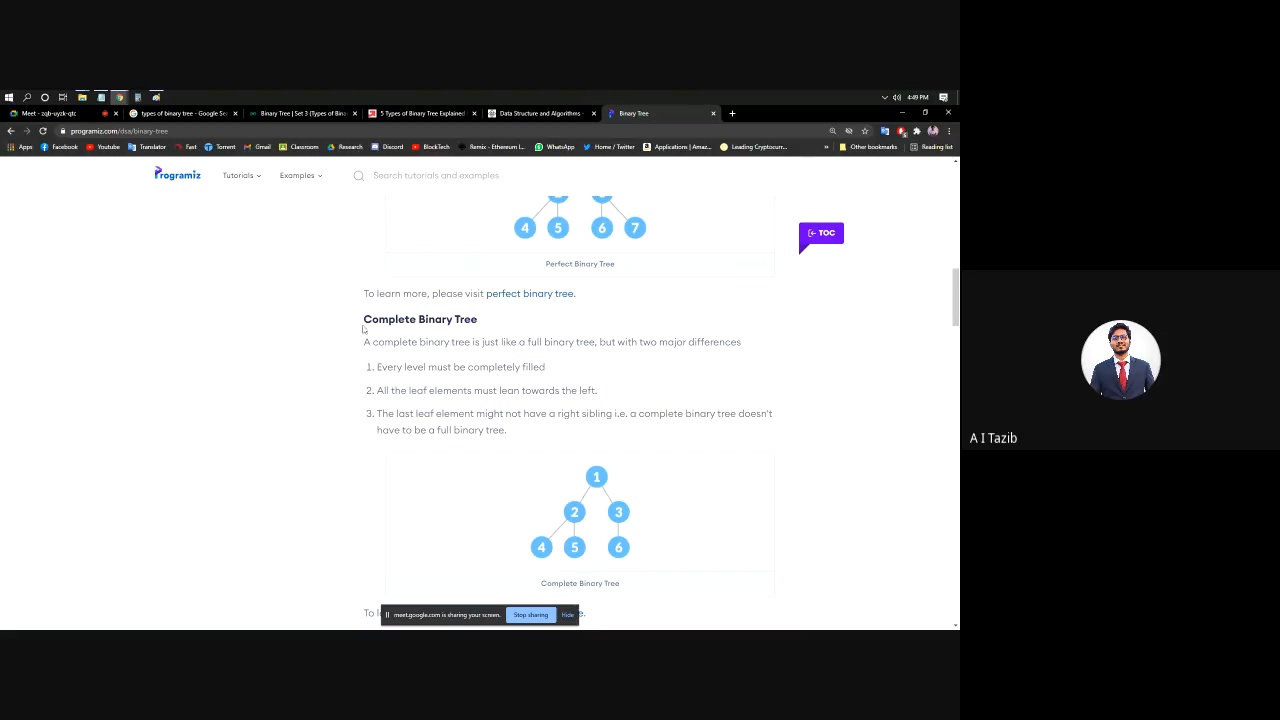 4:49 PM
Meet - zqb-uyzk-qtc
types of binary tree - Google Se
Binary Tree | Set 3 (Types of Bina
5 Types of Binary Tree Explained
Data Structure and Algorithms -
Binary Tree
programiz.com/dsa/binary-tree
Apps Facebook Youtube Translator Fast Torrent Gmail Classroom Research Discord BlockTech Remix - Ethereum I... WhatsApp Home / Twitter Applications | Amaz... Leading Cryptocurr... » Other bookmarks Reading list
Programiz Tutorials Examples Search tutorials and examples
TOC
4 5 6 7
Perfect Binary Tree
To learn more, please visit perfect binary tree.
Complete Binary Tree
A complete binary tree is just like a full binary tree, but with two major differences
1. Every level must be completely filled
2. All the leaf elements must lean towards the left.
3. The last leaf element might not have a right sibling i.e. a complete binary tree doesn't
have to be a full binary tree.
1
2 3
4 5 6
Complete Binary Tree
meet.google.com is sharing your screen. Stop sharing Hide
A I Tazib